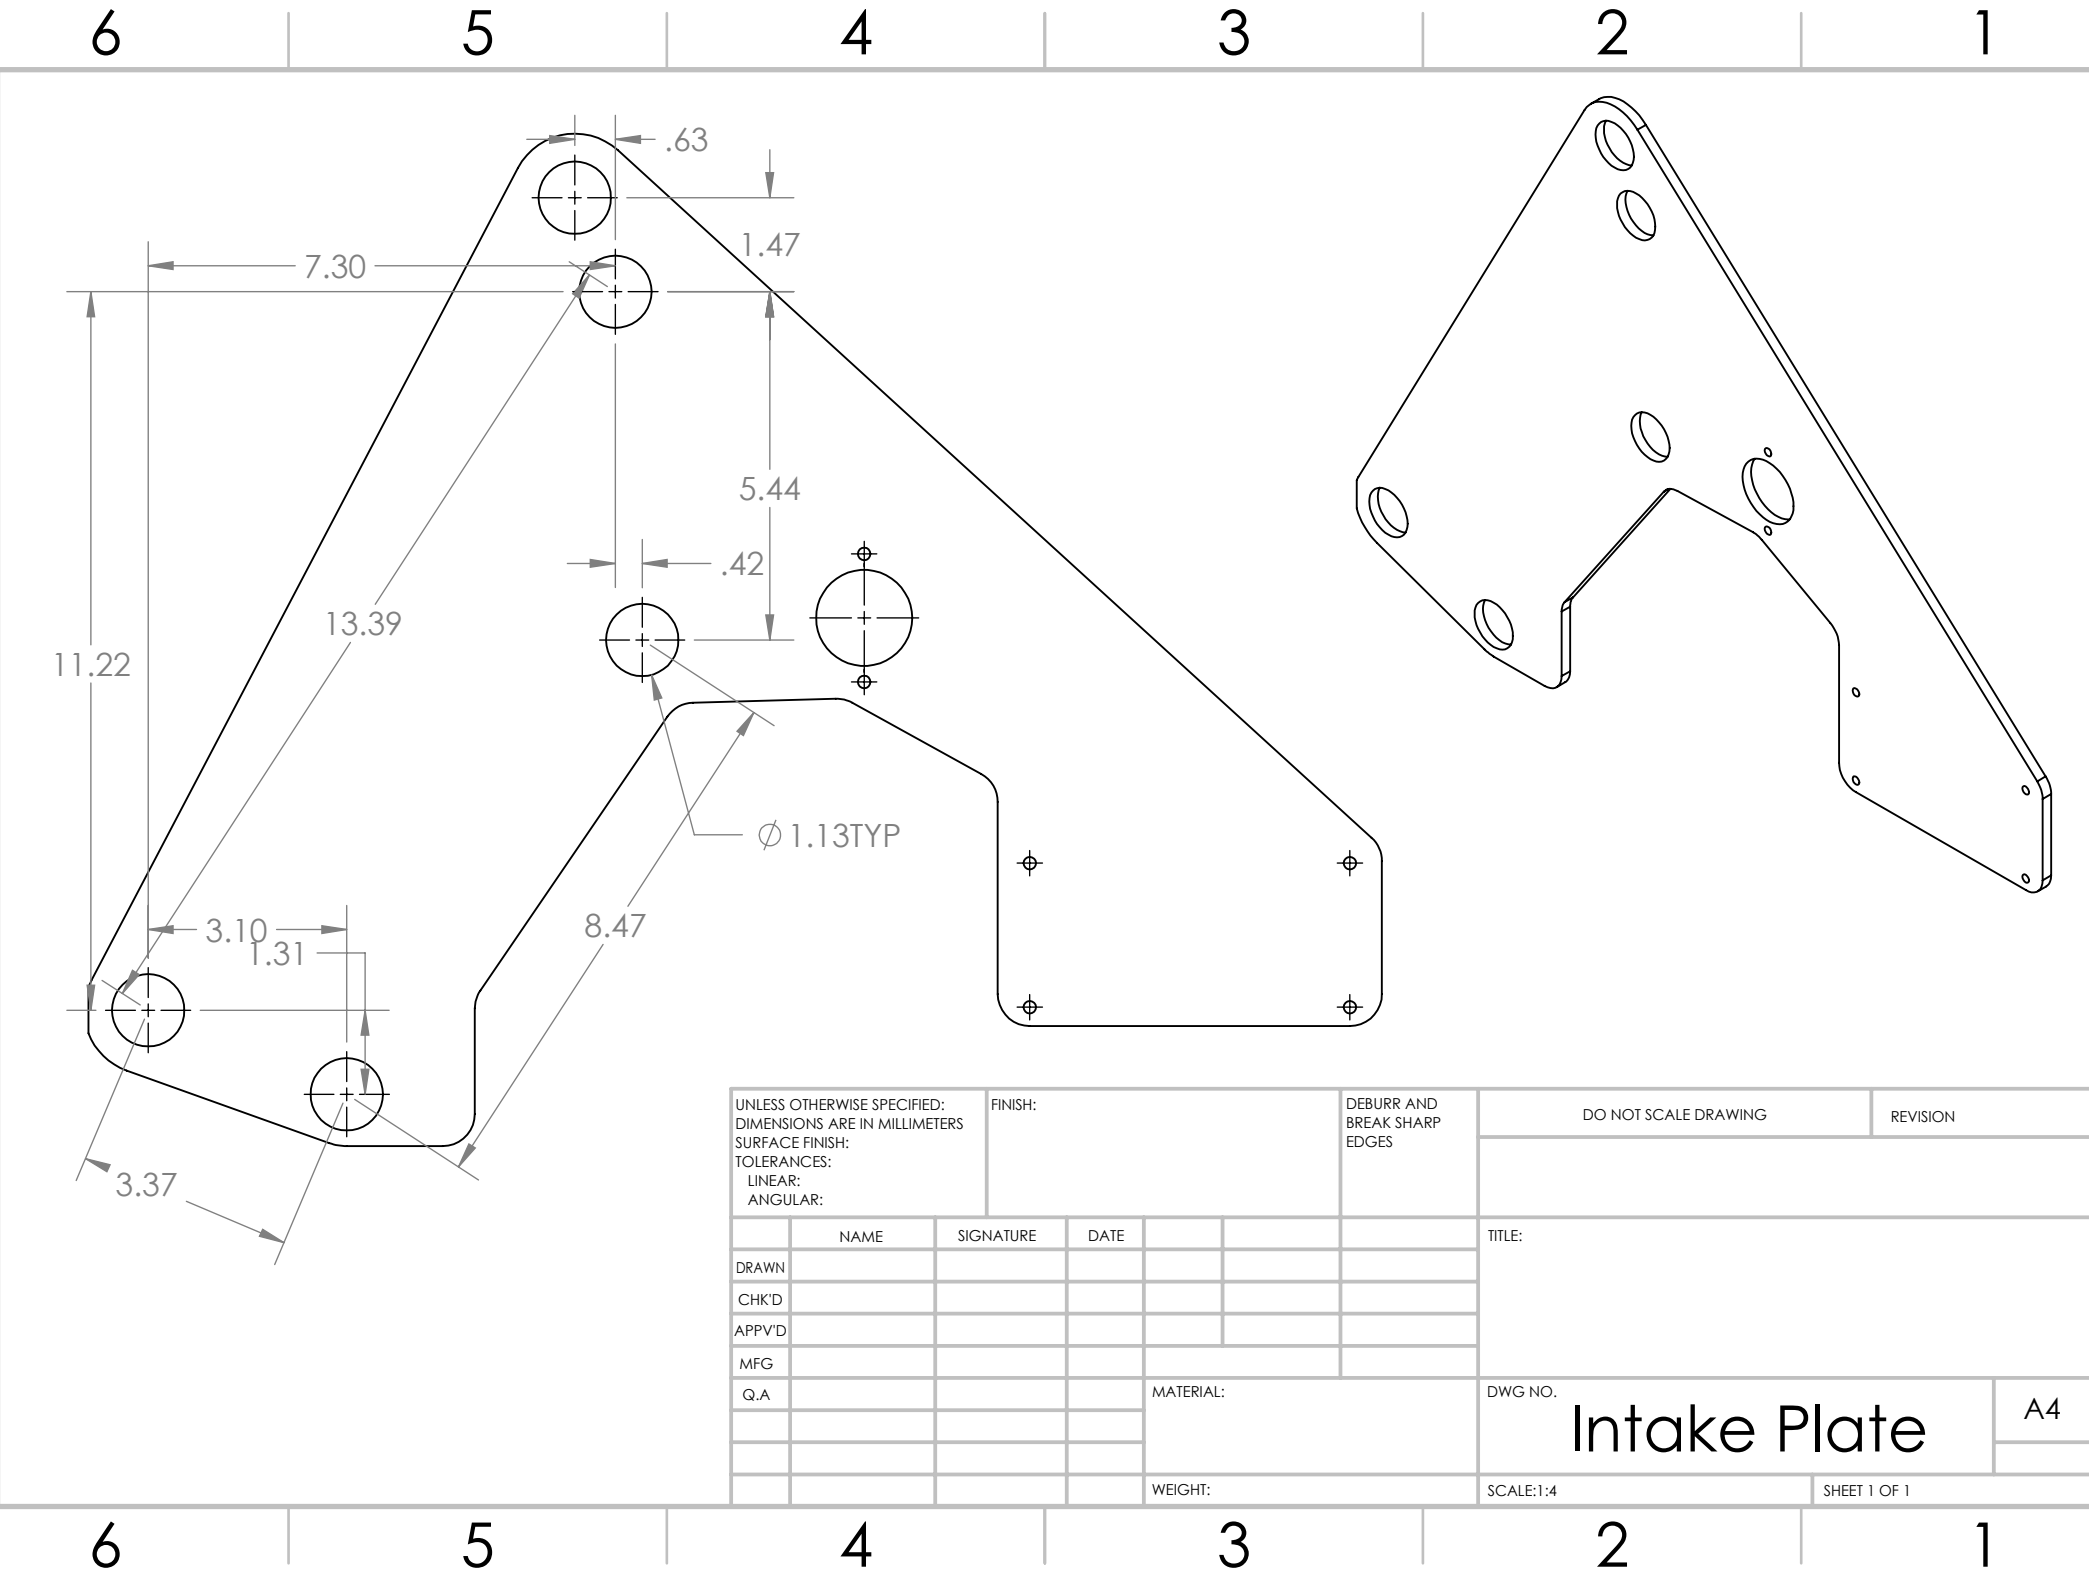 6 5 4 3 2 1
.63
1.47
7.30
5.44
.42
13.39
11.22
⌀1.13TYP
8.47
3.10
1.31
3.37
UNLESS OTHERWISE SPECIFIED:
DIMENSIONS ARE IN MILLIMETERS
SURFACE FINISH:
TOLERANCES:
LINEAR:
ANGULAR:
FINISH:
DEBURR AND
BREAK SHARP
EDGES
DO NOT SCALE DRAWING
REVISION
NAME SIGNATURE DATE
TITLE:
DRAWN
CHK'D
APPV'D
MFG
Q.A
MATERIAL:
DWG NO.
Intake Plate
A4
WEIGHT:
SCALE:1:4
SHEET 1 OF 1
6 5 4 3 2 1